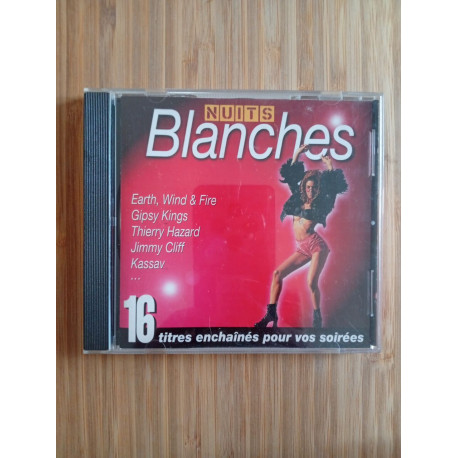 NUITS
Blanches
Earth, Wind & Fire
Gipsy Kings
Thierry Hazard
Jimmy Cliff
Kassav
...
16 titres enchaînés pour vos soirées